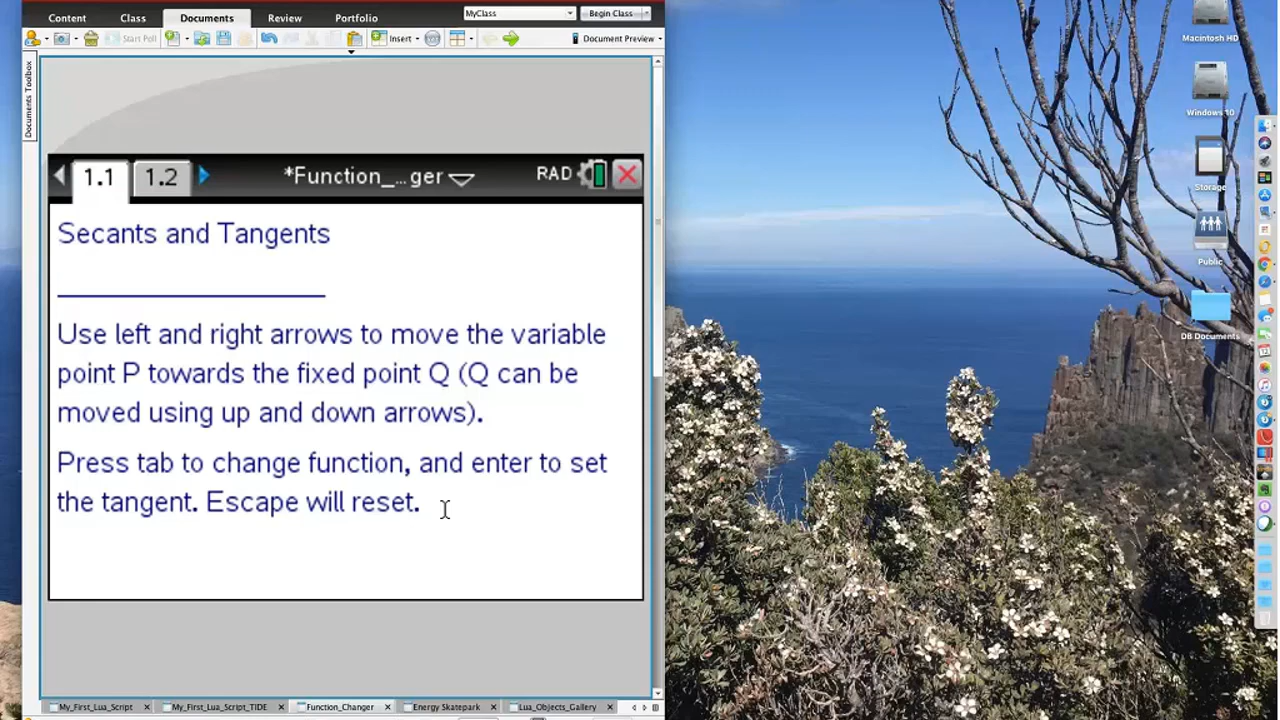 Content Class Documents Review Portfolio MyClass Begin Class
Start Poll Insert Document Preview
Documents Toolbox
1.1 1.2 *Function_...ger RAD
Secants and Tangents
Use left and right arrows to move the variable
point P towards the fixed point Q (Q can be
moved using up and down arrows).
Press tab to change function, and enter to set
the tangent. Escape will reset.
My_First_Lua_Script My_First_Lua_Script_TIDE Function_Changer Energy Skatepark Lua_Objects_Gallery
Macintosh HD
Windows 10
Storage
Public
DB Documents